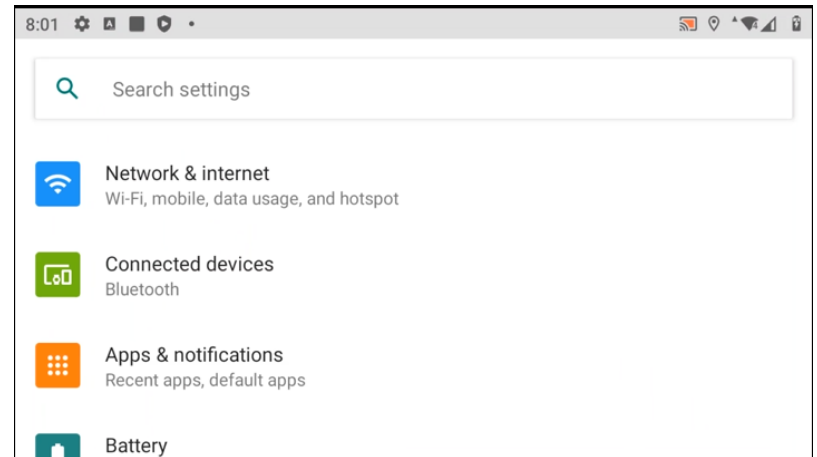 8:01
Search settings
Network & internet
Wi-Fi, mobile, data usage, and hotspot
Connected devices
Bluetooth
Apps & notifications
Recent apps, default apps
Battery